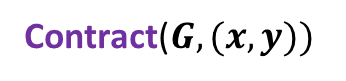 Contract(G, (x, y))